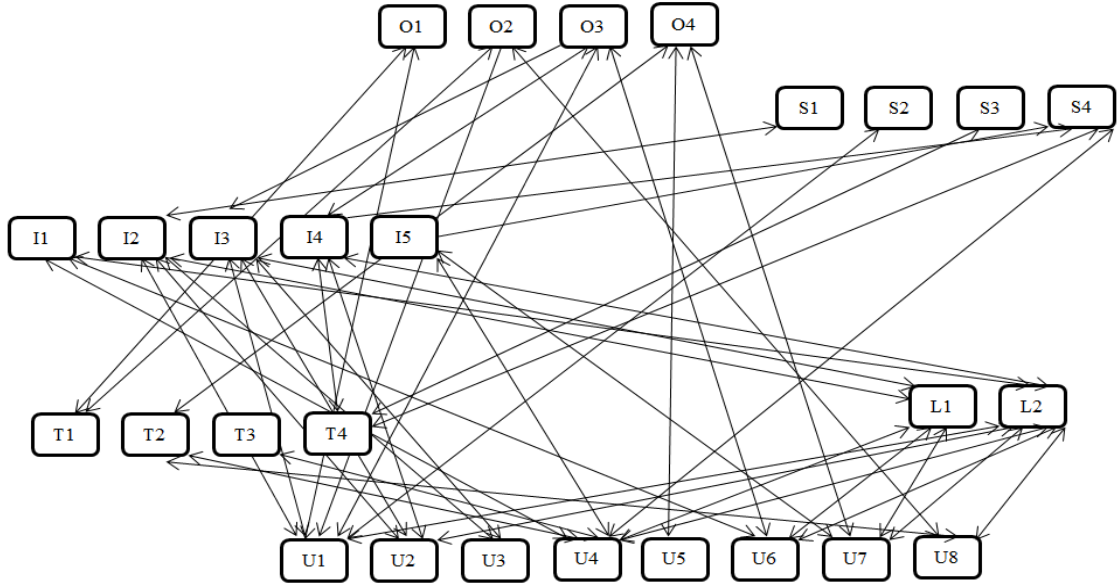 O1 O2 O3 O4
S1 S2 S3 S4
I1 I2 I3 I4 I5
L1 L2
T1 T2 T3 T4
U1 U2 U3 U4 U5 U6 U7 U8